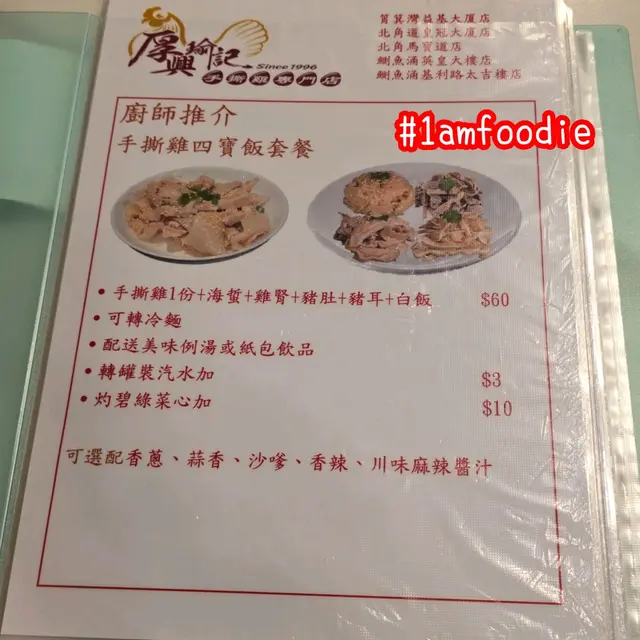 厚興瑜記
Since 1996
手撕雞專門店
筲箕灣益基大廈店
北角道皇冠大廈店
北角馬寶道店
鰂魚涌英皇大樓店
鰂魚涌基利路太吉樓店
#1amfoodie
廚師推介
手撕雞四寶飯套餐
• 手撕雞1份+海蜇+雞腎+豬肚+豬耳+白飯 $60
• 可轉冷麵
• 配送美味例湯或紙包飲品
• 轉罐裝汽水加 $3
• 灼碧綠菜心加 $10
可選配香蔥、蒜香、沙嗲、香辣、川味麻辣醬汁